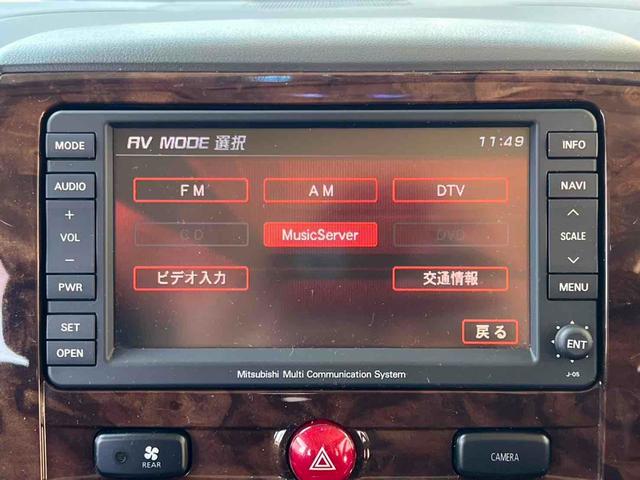 MODE
AUDIO
+
VOL
−
PWR
SET
OPEN
AV MODE 選択 11:49
FM AM DTV
CD MusicServer DVD
ビデオ入力 交通情報
戻る
INFO
NAVI
SCALE
MENU
ENT
J-05
Mitsubishi Multi Communication System
REAR
CAMERA